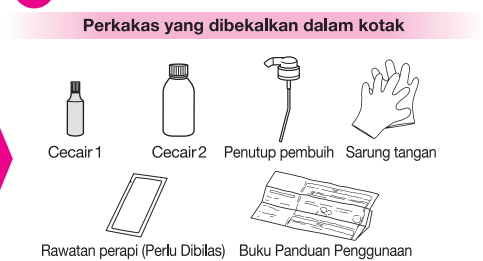 Perkakas yang dibekalkan dalam kotak
Cecair 1 Cecair 2 Penutup pembuih Sarung tangan
Rawatan perapi (Perlu Dibilas) Buku Panduan Penggunaan